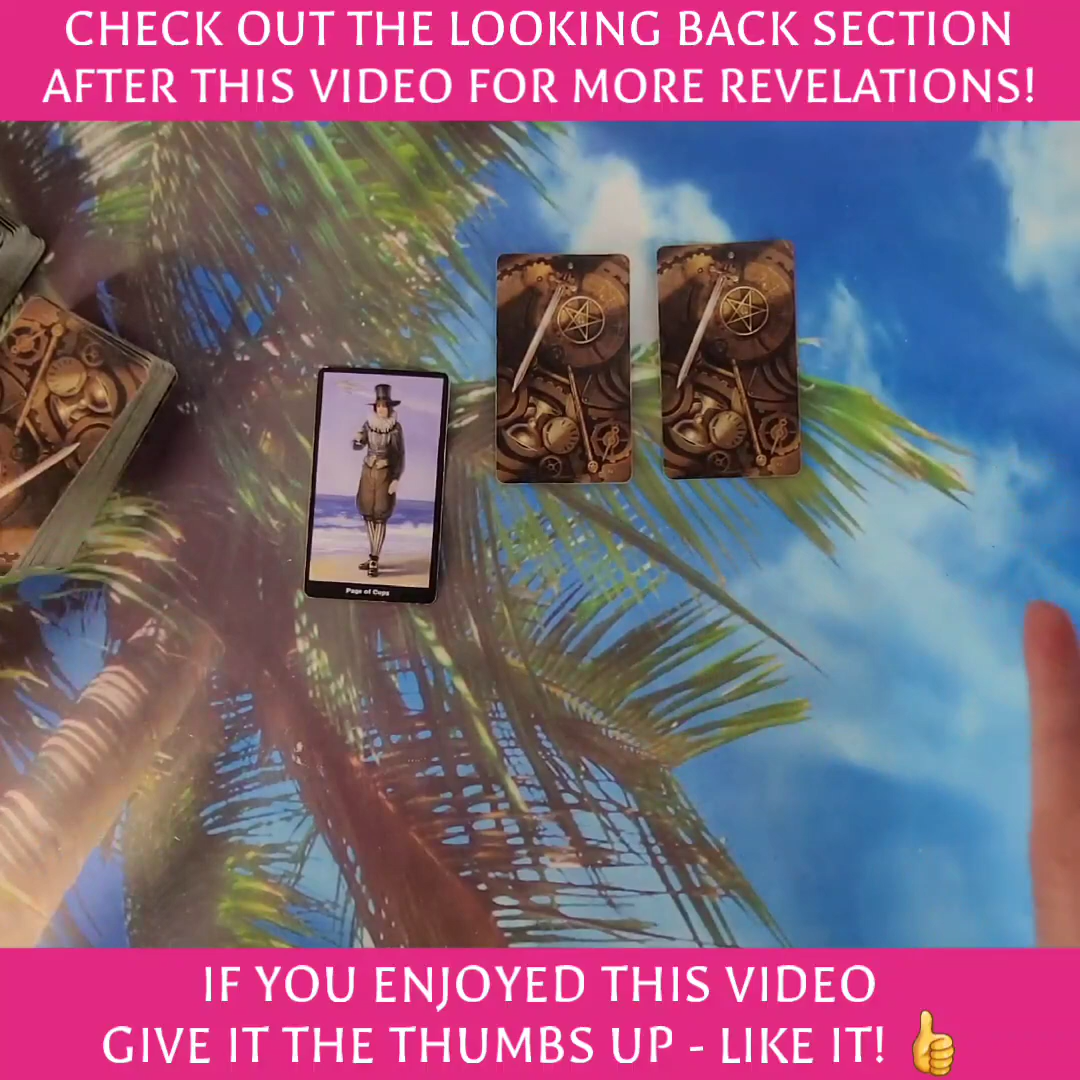 CHECK OUT THE LOOKING BACK SECTION
AFTER THIS VIDEO FOR MORE REVELATIONS!
Page of Cups
IF YOU ENJOYED THIS VIDEO
GIVE IT THE THUMBS UP - LIKE IT! 👍